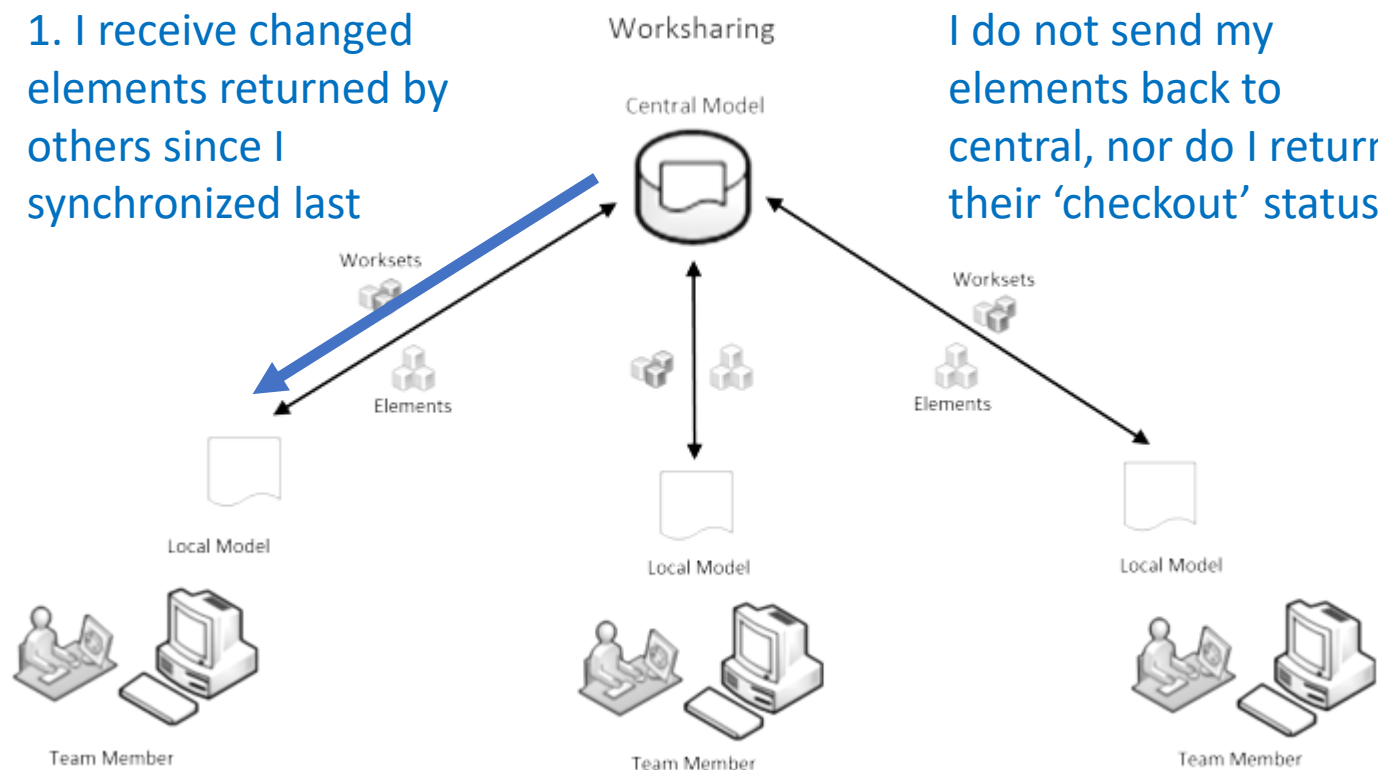 1. I receive changed
elements returned by
others since I
synchronized last
Worksharing
Central Model
I do not send my
elements back to
central, nor do I return
their ‘checkout’ status
Worksets
Elements
Worksets
Elements
Local Model
Local Model
Local Model
Team Member
Team Member
Team Member